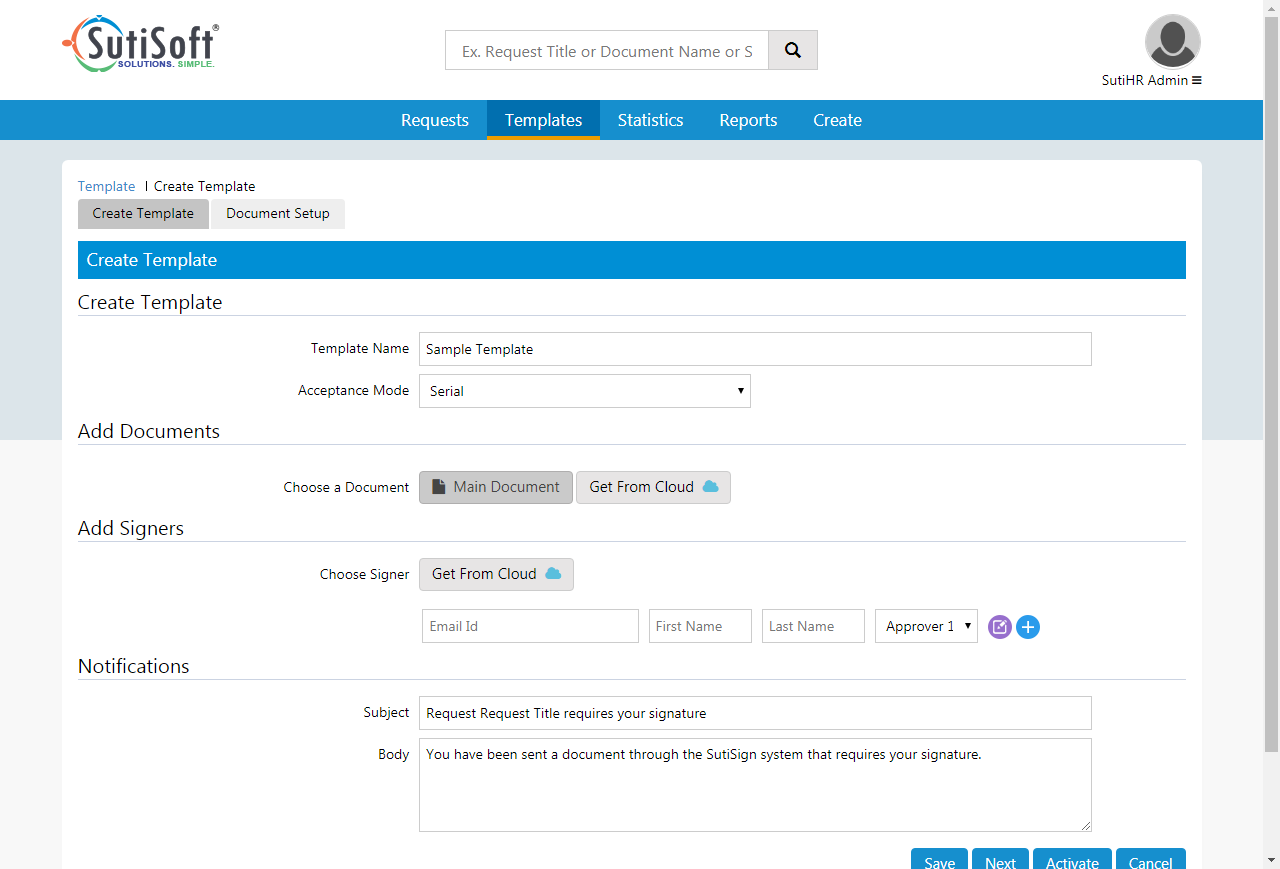 SutiSoft®
SOLUTIONS. SIMPLE.
Ex. Request Title or Document Name or S
SutiHR Admin
Requests Templates Statistics Reports Create
Template | Create Template
Create Template Document Setup
Create Template
Create Template
Template Name Sample Template
Acceptance Mode Serial
Add Documents
Choose a Document Main Document Get From Cloud
Add Signers
Choose Signer Get From Cloud
Email Id First Name Last Name Approver 1
Notifications
Subject Request Request Title requires your signature
Body You have been sent a document through the SutiSign system that requires your signature.
Save Next Activate Cancel